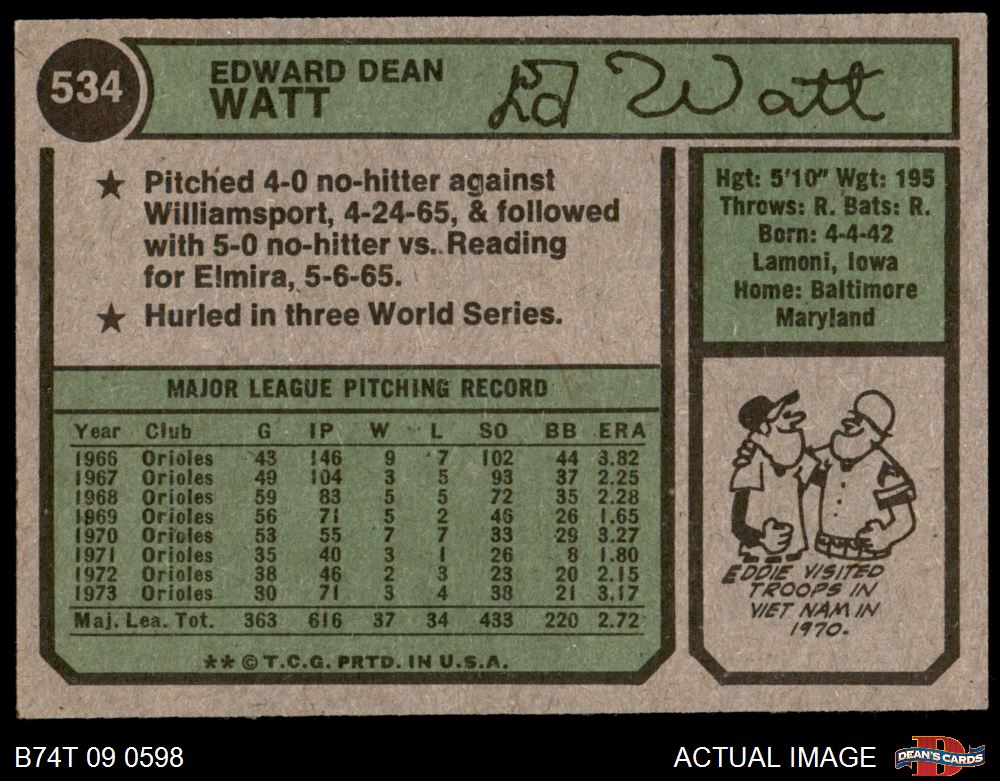 534
EDWARD DEAN
WATT
Ed Watt
★ Pitched 4-0 no-hitter against
Williamsport, 4-24-65, & followed
with 5-0 no-hitter vs. Reading
for Elmira, 5-6-65.
★ Hurled in three World Series.
Hgt: 5'10" Wgt: 195
Throws: R. Bats: R.
Born: 4-4-42
Lamoni, Iowa
Home: Baltimore
Maryland
MAJOR LEAGUE PITCHING RECORD
Year Club G IP W L SO BB ERA
1966 Orioles 43 146 9 7 102 44 3.82
1967 Orioles 49 104 3 5 93 37 2.25
1968 Orioles 59 83 5 5 72 35 2.28
1969 Orioles 56 71 5 2 46 26 1.65
1970 Orioles 53 55 7 7 33 29 3.27
1971 Orioles 35 40 3 1 26 8 1.80
1972 Orioles 38 46 2 3 23 20 2.15
1973 Orioles 30 71 3 4 38 21 3.17
Maj. Lea. Tot. 363 616 37 34 433 220 2.72
** © T.C.G. PRTD. IN U.S.A.
EDDIE VISITED
TROOPS IN
VIET NAM IN
1970.
B74T 09 0598
ACTUAL IMAGE
DEAN'S CARDS